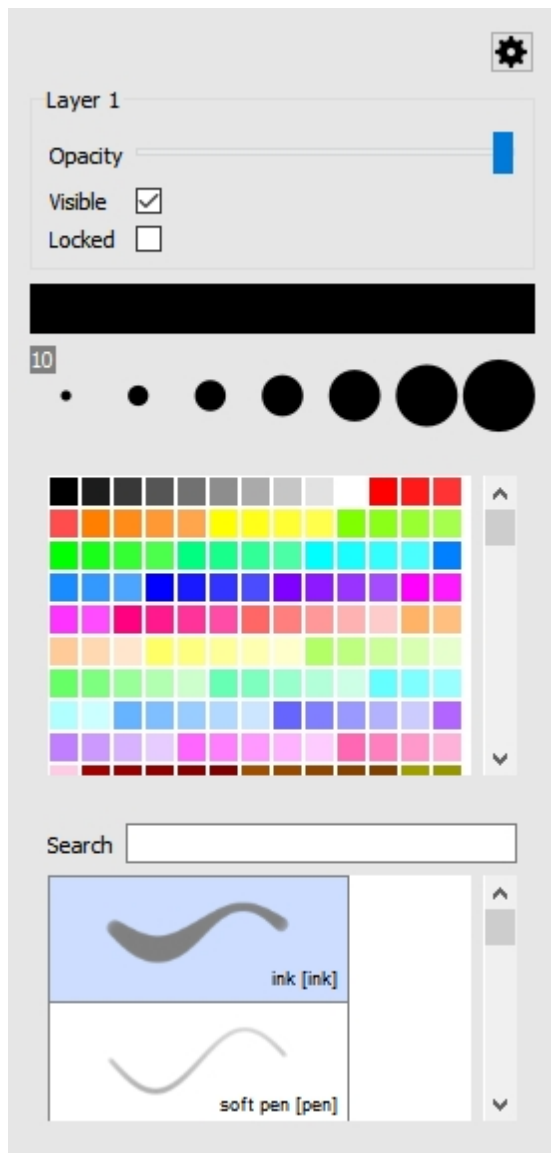 Layer 1
Opacity
Visible
Locked
10
Search
ink [ink]
soft pen [pen]